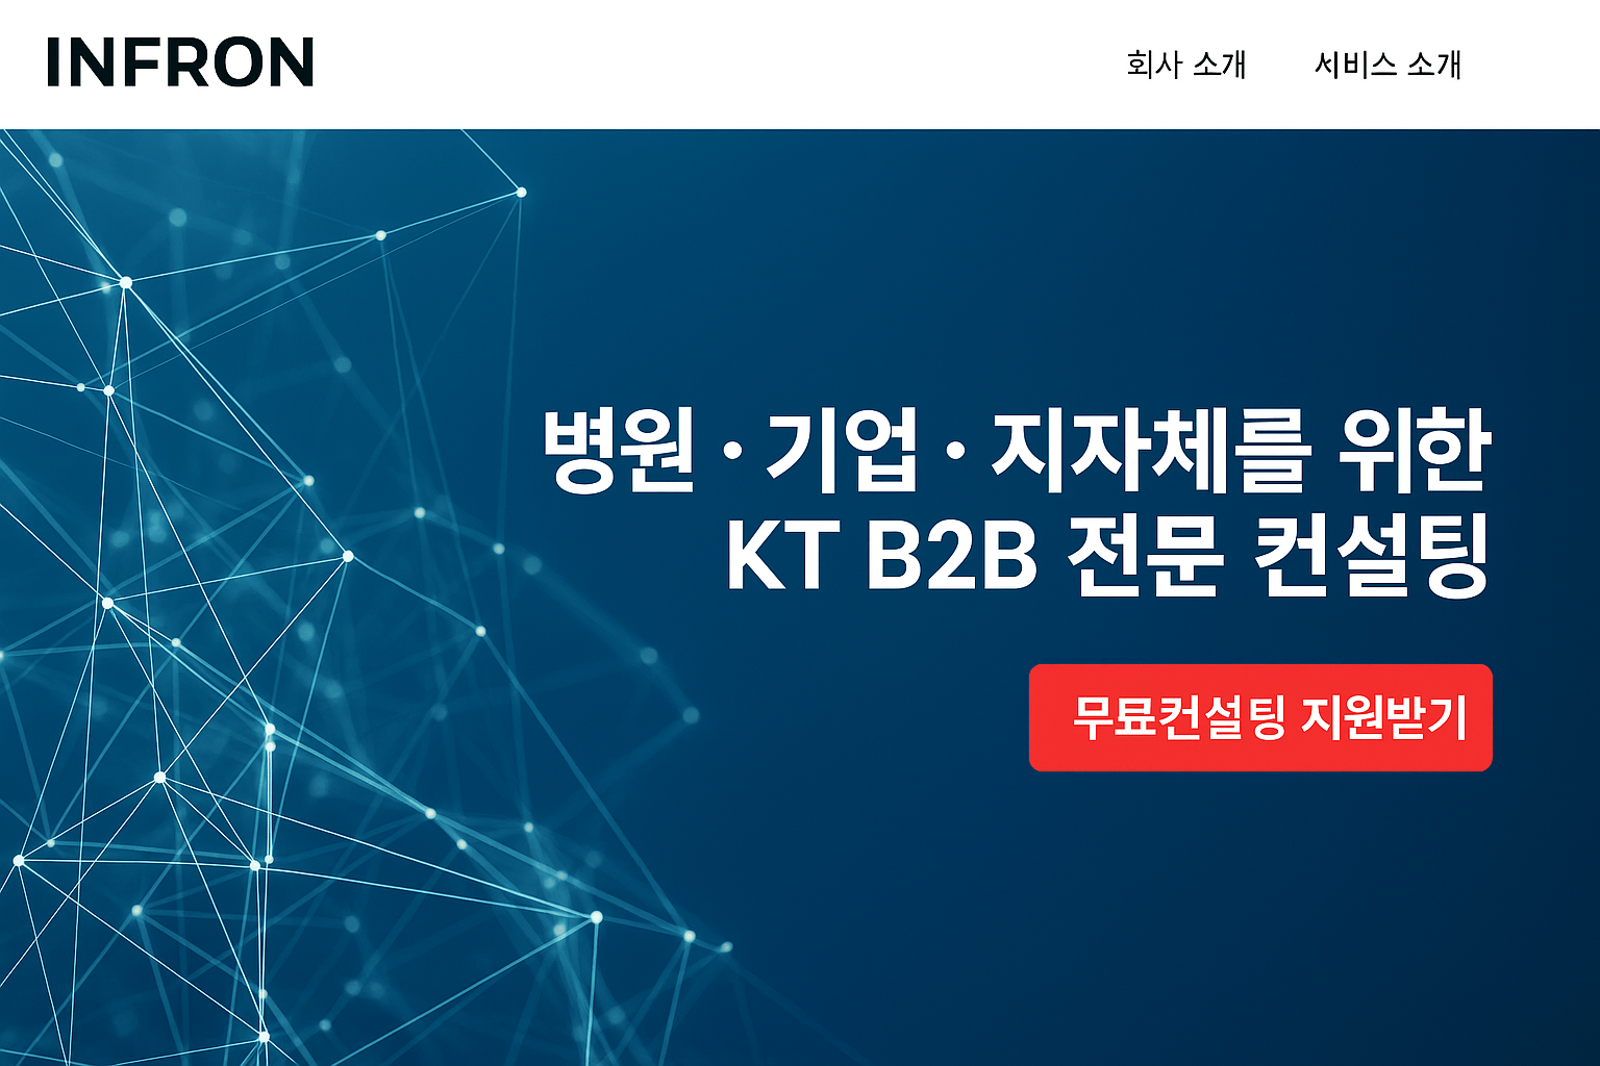 INFRON
회사 소개
서비스 소개
병원 · 기업 · 지자체를 위한
KT B2B 전문 컨설팅
무료컨설팅 지원받기